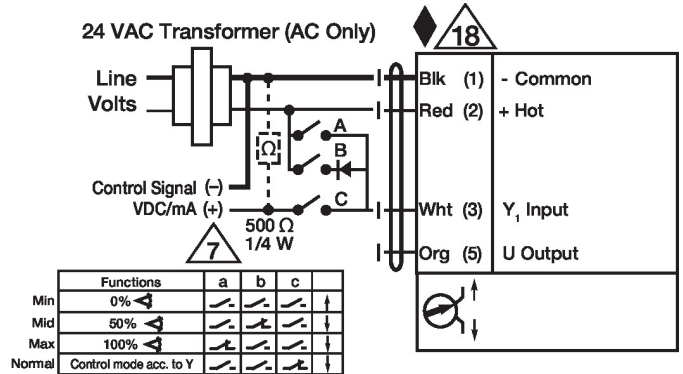 24 VAC Transformer (AC Only)
18
Line
Volts
Blk (1) - Common
Red (2) + Hot
A
B
C
Ω
Control Signal (–)
VDC/mA (+)
500 Ω
1/4 W
7
Wht (3) Y1 Input
Org (5) U Output
Functions a b c
Min 0%
Mid 50%
Max 100%
Normal Control mode acc. to Y